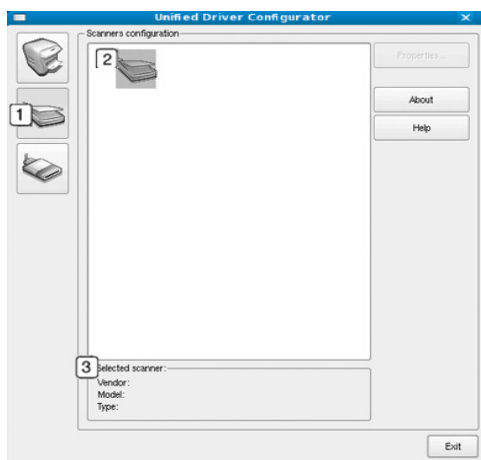 Unified Driver Configurator
Scanners configuration
Properties...
About
Help
1
2
3
Selected scanner:
Vendor:
Model:
Type:
Exit